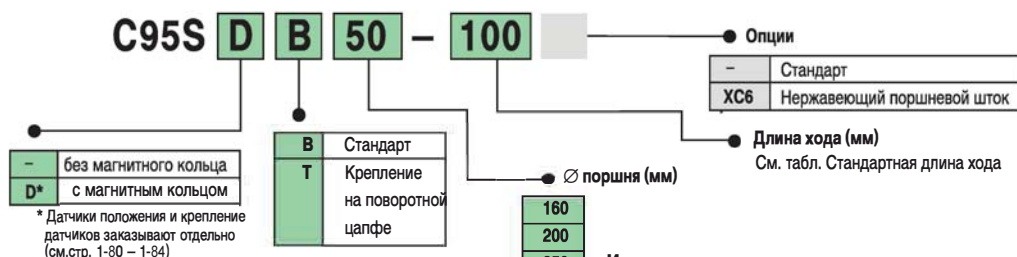 C95S D B 50 – 100
Опции
– Стандарт
XC6 Нержавеющий поршневой шток
Длина хода (мм)
См. табл. Стандартная длина хода
– без магнитного кольца
D* с магнитным кольцом
* Датчики положения и крепление
датчиков заказывают отдельно
(см.стр. 1-80 – 1-84)
B Стандарт
T Крепление
на поворотной
цапфе
∅ поршня (мм)
160
200